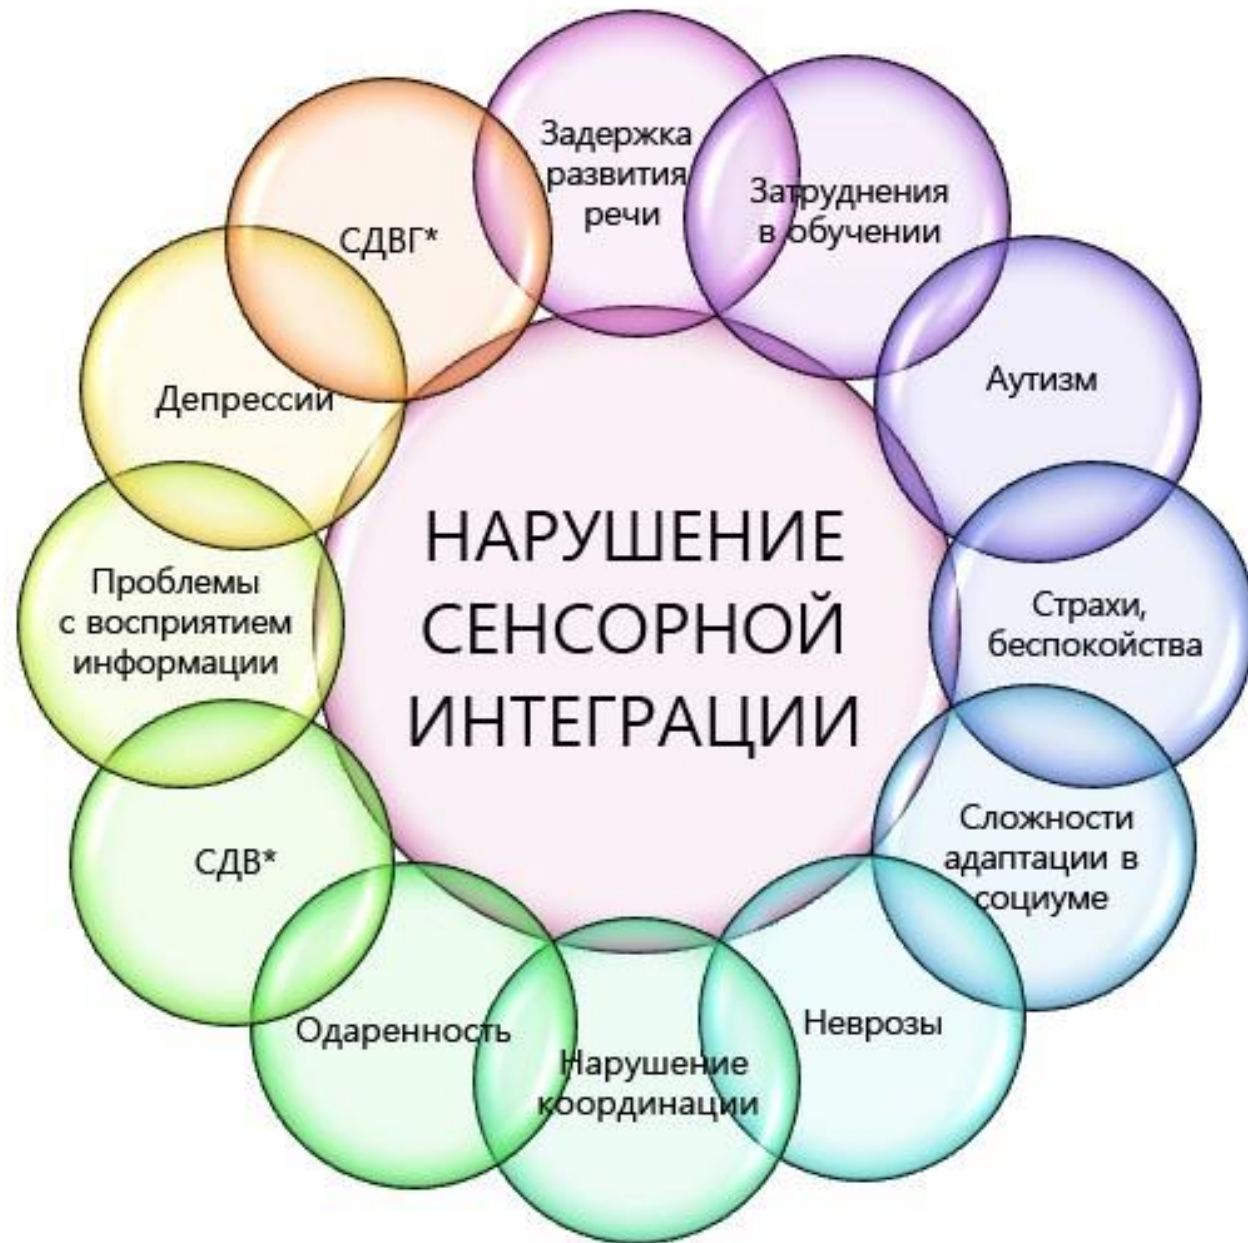 Задержка
развития
речи
Затруднения
в обучении
Аутизм
Страхи,
беспокойства
Сложности
адаптации в
социуме
Неврозы
Нарушение
координации
Одаренность
СДВ*
Проблемы
с восприятием
информации
Депрессий
СДВГ*
НАРУШЕНИЕ
СЕНСОРНОЙ
ИНТЕГРАЦИИ